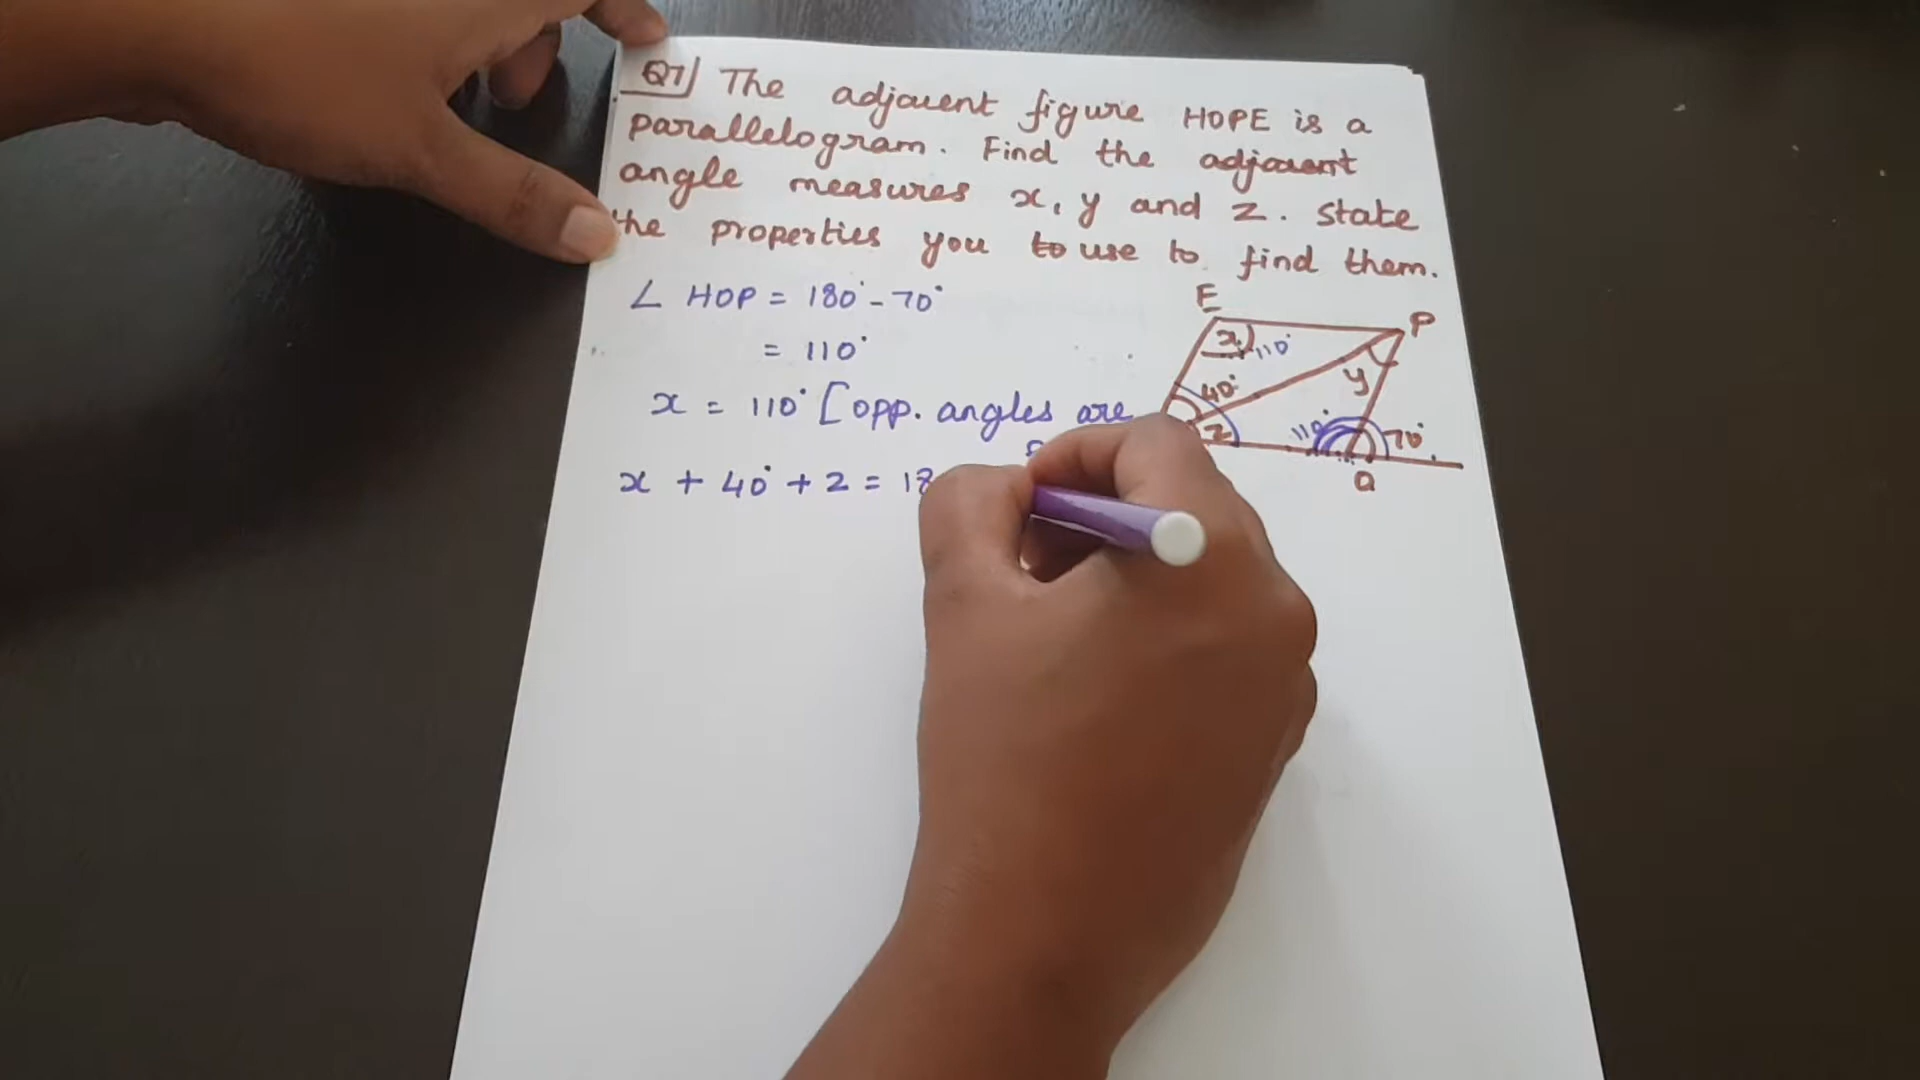 Q7) The adjacent figure HOPE is a
parallelogram. Find the adjacent
angle measures x, y and z. State
the properties you to use to find them.
∠ HOP = 180° - 70°
= 110°
x = 110° [opp. angles are
x + 40° + z = 18
E
P
x
110°
40°
y
z
110°
70°
O